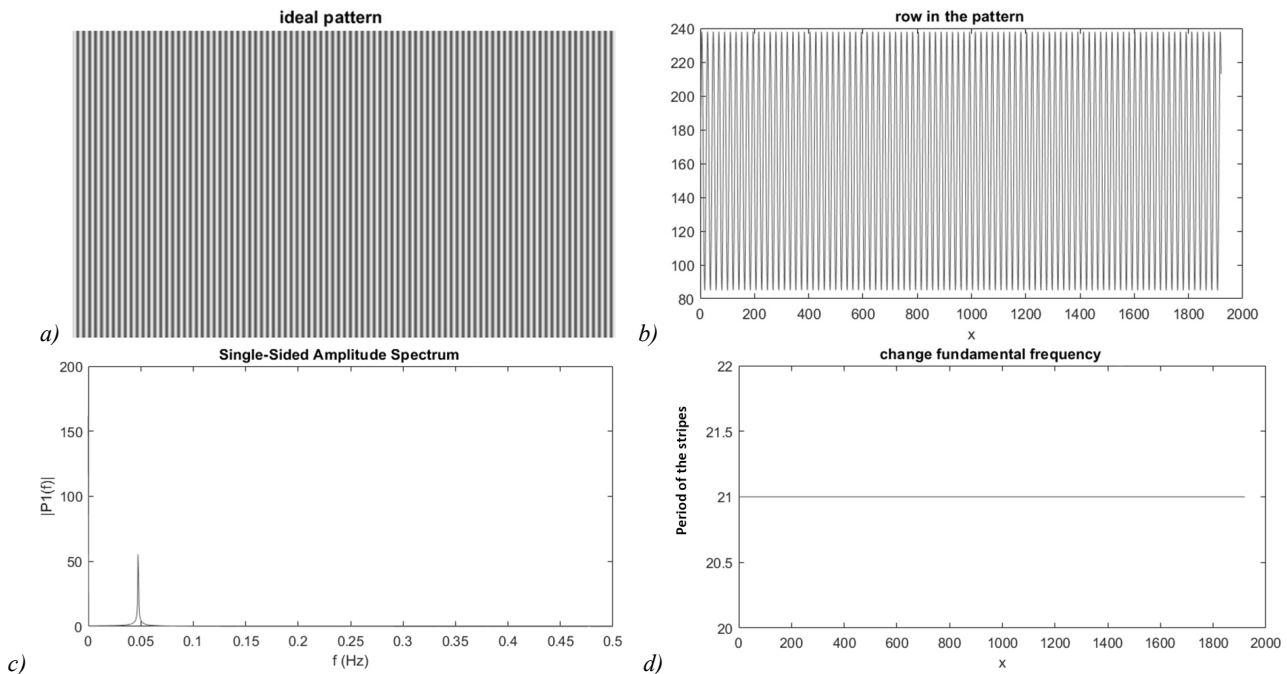 ideal pattern
a)
row in the pattern
240
220
200
180
160
140
120
100
80
0 200 400 600 800 1000 1200 1400 1600 1800 2000
x
b)
Single-Sided Amplitude Spectrum
|P1(f)|
200
150
100
50
0
0 0.05 0.1 0.15 0.2 0.25 0.3 0.35 0.4 0.45 0.5
f (Hz)
c)
change fundamental frequency
Period of the stripes
22
21.5
21
20.5
20
0 200 400 600 800 1000 1200 1400 1600 1800 2000
x
d)